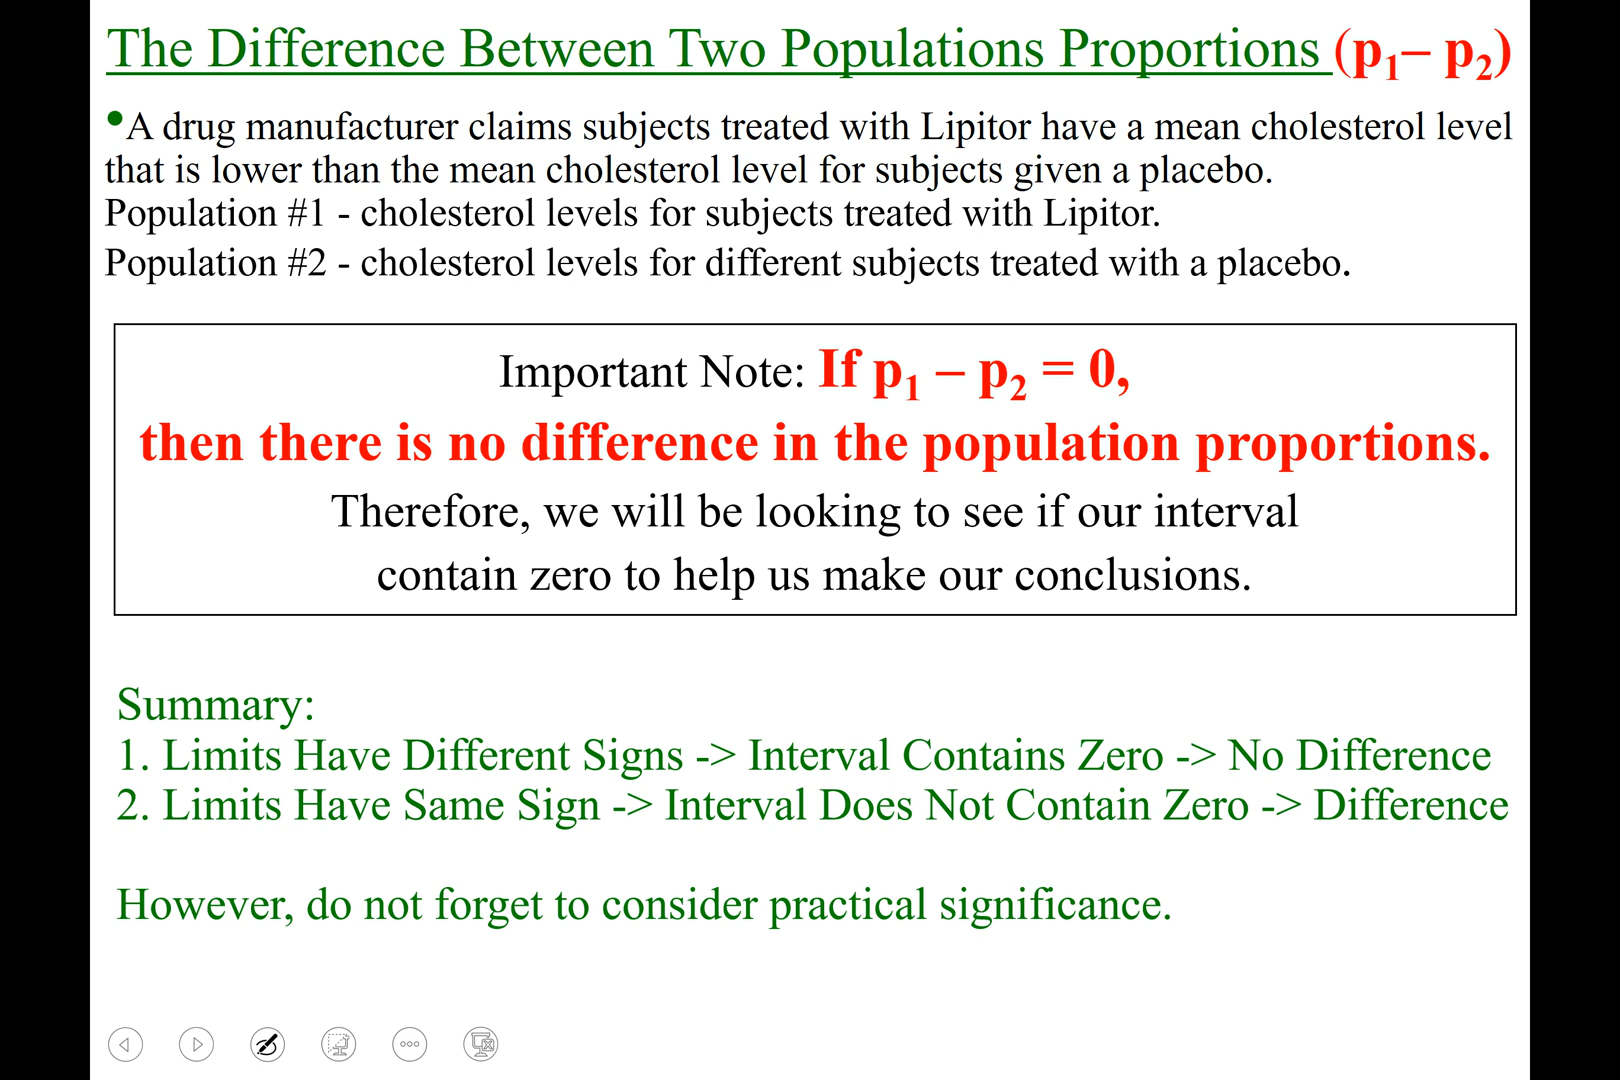 The Difference Between Two Populations Proportions (p₁– p₂)
•A drug manufacturer claims subjects treated with Lipitor have a mean cholesterol level
that is lower than the mean cholesterol level for subjects given a placebo.
Population #1 - cholesterol levels for subjects treated with Lipitor.
Population #2 - cholesterol levels for different subjects treated with a placebo.
Important Note: If p₁ – p₂ = 0,
then there is no difference in the population proportions.
Therefore, we will be looking to see if our interval
contain zero to help us make our conclusions.
Summary:
1. Limits Have Different Signs -> Interval Contains Zero -> No Difference
2. Limits Have Same Sign -> Interval Does Not Contain Zero -> Difference
However, do not forget to consider practical significance.